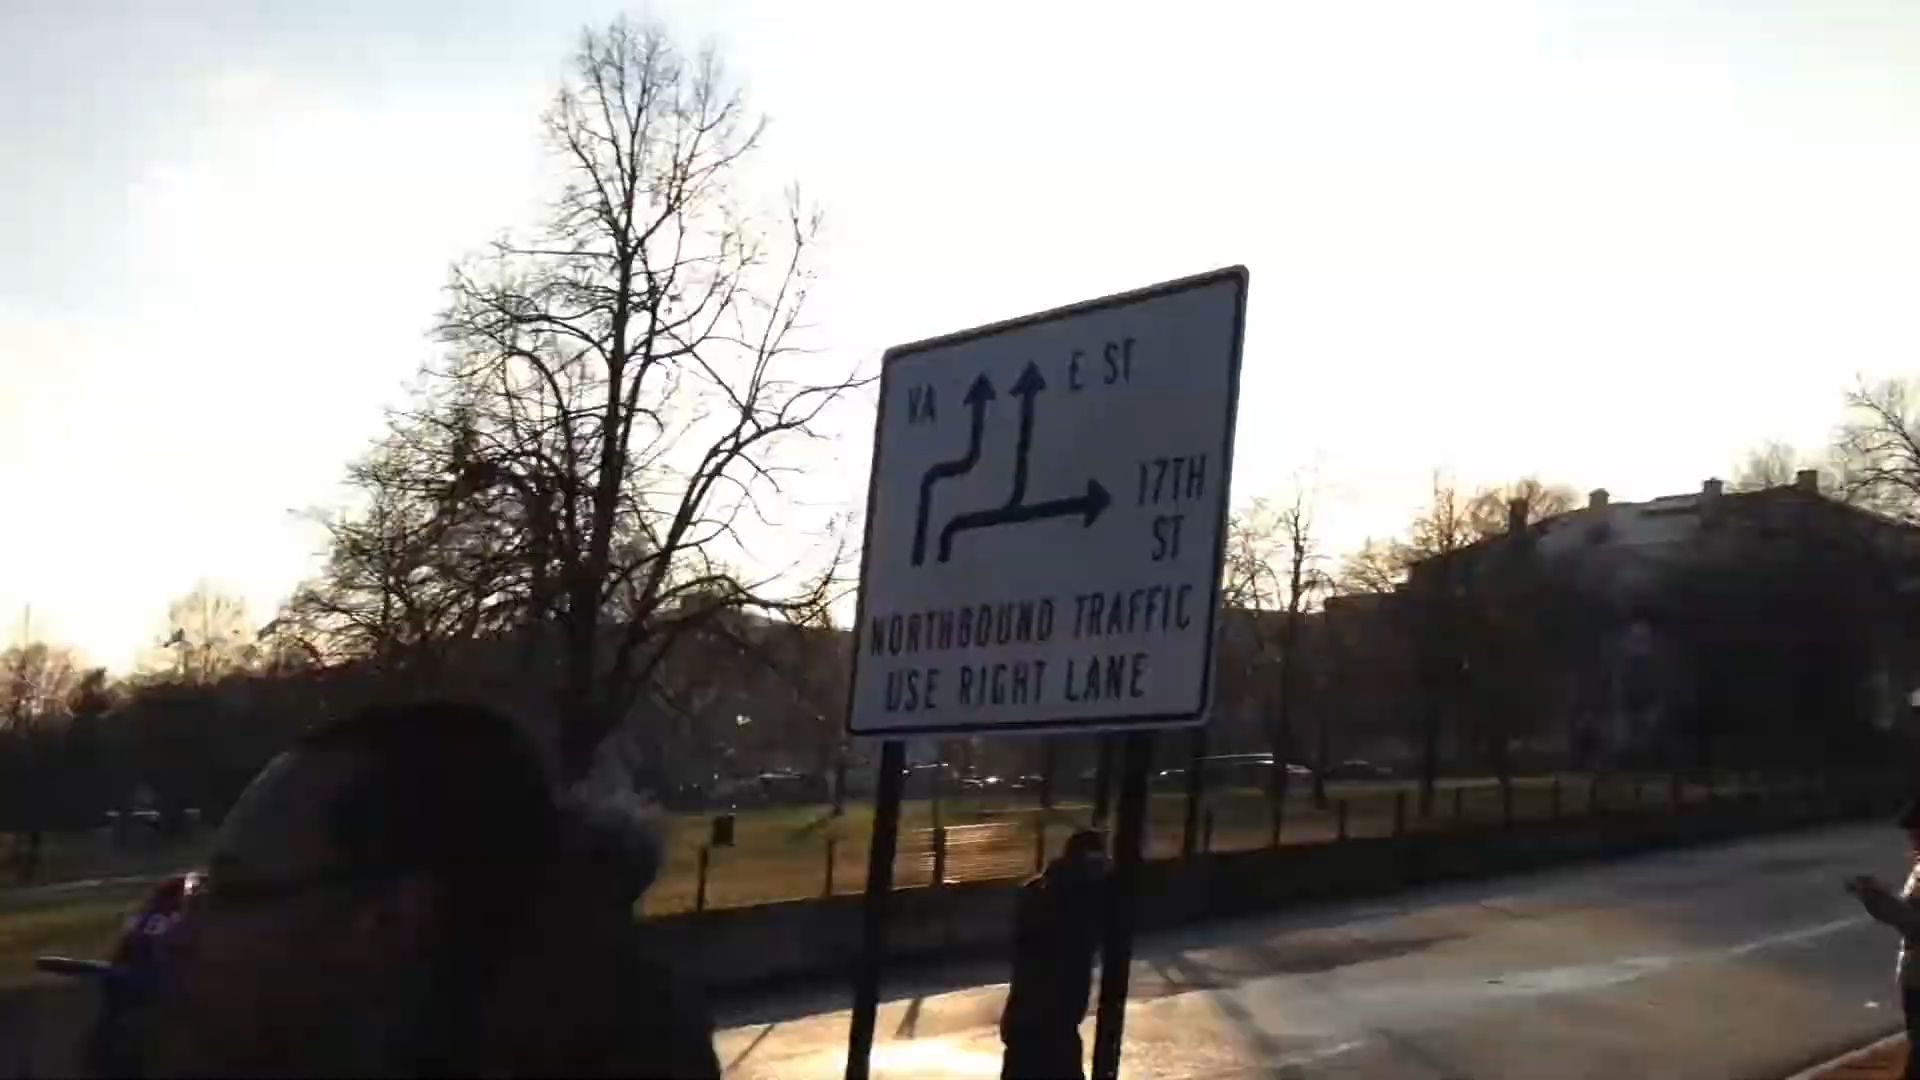 VA
E ST
17TH
ST
NORTHBOUND TRAFFIC
USE RIGHT LANE